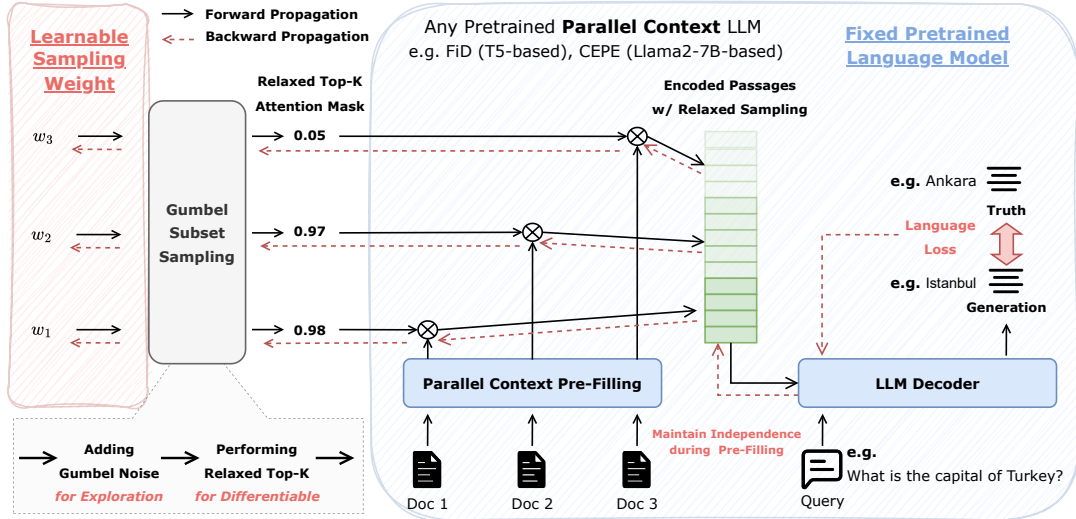 Learnable
Sampling
Weight
Forward Propagation
Backward Propagation
Any Pretrained Parallel Context LLM
e.g. FiD (T5-based), CEPE (Llama2-7B-based)
Fixed Pretrained
Language Model
Relaxed Top-K
Attention Mask
Encoded Passages
w/ Relaxed Sampling
w3
0.05
w2
0.97
w1
0.98
Gumbel
Subset
Sampling
e.g. Ankara
Truth
Language
Loss
e.g. Istanbul
Generation
Parallel Context Pre-Filling
LLM Decoder
Maintain Independence
during Pre-Filling
Doc 1
Doc 2
Doc 3
Query
e.g.
What is the capital of Turkey?
Adding
Gumbel Noise
for Exploration
Performing
Relaxed Top-K
for Differentiable